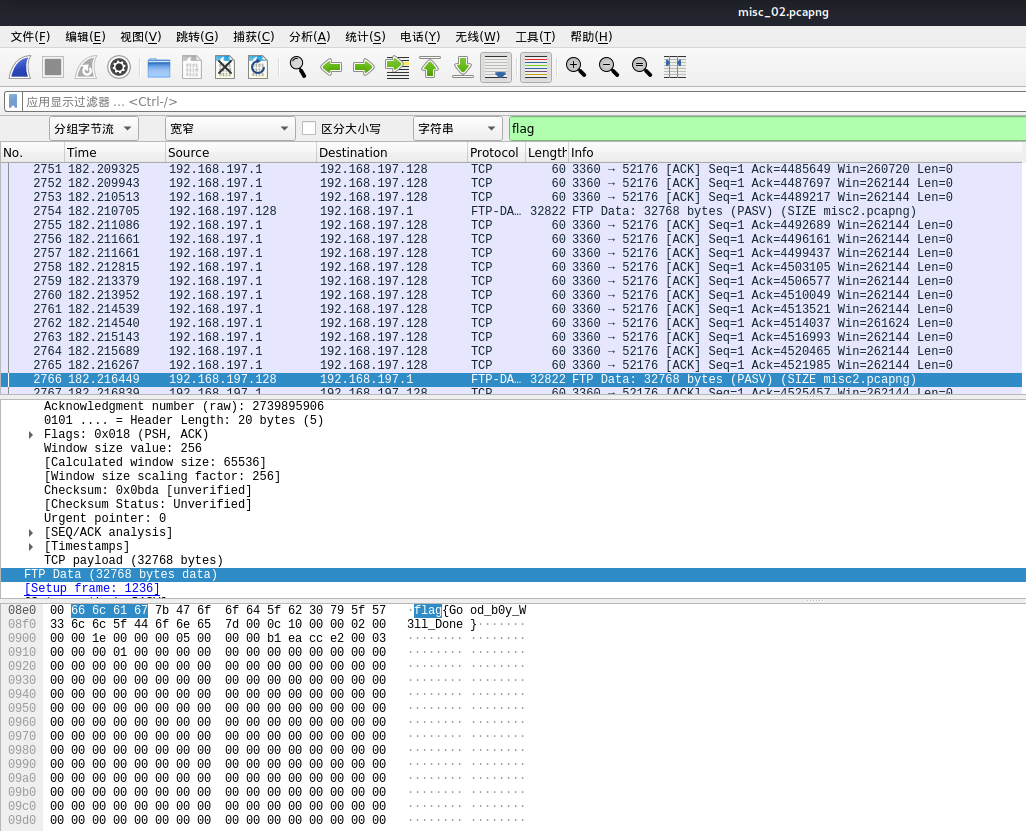 misc_02.pcapng
文件(F) 编辑(E) 视图(V) 跳转(G) 捕获(C) 分析(A) 统计(S) 电话(Y) 无线(W) 工具(T) 帮助(H)
应用显示过滤器 … <Ctrl-/>
分组字节流 宽窄 区分大小写 字符串 flag
No. Time Source Destination Protocol Length Info
2751 182.209325 192.168.197.1 192.168.197.128 TCP 60 3360 → 52176 [ACK] Seq=1 Ack=4485649 Win=260720 Len=0
2752 182.209943 192.168.197.1 192.168.197.128 TCP 60 3360 → 52176 [ACK] Seq=1 Ack=4487697 Win=262144 Len=0
2753 182.210513 192.168.197.1 192.168.197.128 TCP 60 3360 → 52176 [ACK] Seq=1 Ack=4489217 Win=262144 Len=0
2754 182.210705 192.168.197.128 192.168.197.1 FTP-DA… 32822 FTP Data: 32768 bytes (PASV) (SIZE misc2.pcapng)
2755 182.211086 192.168.197.1 192.168.197.128 TCP 60 3360 → 52176 [ACK] Seq=1 Ack=4492689 Win=262144 Len=0
2756 182.211661 192.168.197.1 192.168.197.128 TCP 60 3360 → 52176 [ACK] Seq=1 Ack=4496161 Win=262144 Len=0
2757 182.211661 192.168.197.1 192.168.197.128 TCP 60 3360 → 52176 [ACK] Seq=1 Ack=4499437 Win=262144 Len=0
2758 182.212815 192.168.197.1 192.168.197.128 TCP 60 3360 → 52176 [ACK] Seq=1 Ack=4503105 Win=262144 Len=0
2759 182.213379 192.168.197.1 192.168.197.128 TCP 60 3360 → 52176 [ACK] Seq=1 Ack=4506577 Win=262144 Len=0
2760 182.213952 192.168.197.1 192.168.197.128 TCP 60 3360 → 52176 [ACK] Seq=1 Ack=4510049 Win=262144 Len=0
2761 182.214539 192.168.197.1 192.168.197.128 TCP 60 3360 → 52176 [ACK] Seq=1 Ack=4513521 Win=262144 Len=0
2762 182.214540 192.168.197.1 192.168.197.128 TCP 60 3360 → 52176 [ACK] Seq=1 Ack=4514037 Win=261624 Len=0
2763 182.215143 192.168.197.1 192.168.197.128 TCP 60 3360 → 52176 [ACK] Seq=1 Ack=4516993 Win=262144 Len=0
2764 182.215689 192.168.197.1 192.168.197.128 TCP 60 3360 → 52176 [ACK] Seq=1 Ack=4520465 Win=262144 Len=0
2765 182.216267 192.168.197.1 192.168.197.128 TCP 60 3360 → 52176 [ACK] Seq=1 Ack=4521985 Win=262144 Len=0
2766 182.216449 192.168.197.128 192.168.197.1 FTP-DA… 32822 FTP Data: 32768 bytes (PASV) (SIZE misc2.pcapng)
2767 182.216839 192.168.197.1 192.168.197.128 TCP 60 3360 → 52176 [ACK] Seq=1 Ack=4525457 Win=262144 Len=0
Acknowledgment number (raw): 2739895906
0101 .... = Header Length: 20 bytes (5)
Flags: 0x018 (PSH, ACK)
Window size value: 256
[Calculated window size: 65536]
[Window size scaling factor: 256]
Checksum: 0x0bda [unverified]
[Checksum Status: Unverified]
Urgent pointer: 0
[SEQ/ACK analysis]
[Timestamps]
TCP payload (32768 bytes)
FTP Data (32768 bytes data)
[Setup frame: 1236]
08e0 00 66 6c 61 67 7b 47 6f 6f 64 5f 62 30 79 5f 57 ·flag{Go od_b0y_W
08f0 33 6c 6c 5f 44 6f 6e 65 7d 00 0c 10 00 00 02 00 3ll_Done }·······
0900 00 00 1e 00 00 00 05 00 00 00 b1 ea cc e2 00 03 ········ ········
0910 00 00 00 01 00 00 00 00 00 00 00 00 00 00 00 00 ········ ········
0920 00 00 00 00 00 00 00 00 00 00 00 00 00 00 00 00 ········ ········
0930 00 00 00 00 00 00 00 00 00 00 00 00 00 00 00 00 ········ ········
0940 00 00 00 00 00 00 00 00 00 00 00 00 00 00 00 00 ········ ········
0950 00 00 00 00 00 00 00 00 00 00 00 00 00 00 00 00 ········ ········
0960 00 00 00 00 00 00 00 00 00 00 00 00 00 00 00 00 ········ ········
0970 00 00 00 00 00 00 00 00 00 00 00 00 00 00 00 00 ········ ········
0980 00 00 00 00 00 00 00 00 00 00 00 00 00 00 00 00 ········ ········
0990 00 00 00 00 00 00 00 00 00 00 00 00 00 00 00 00 ········ ········
09a0 00 00 00 00 00 00 00 00 00 00 00 00 00 00 00 00 ········ ········
09b0 00 00 00 00 00 00 00 00 00 00 00 00 00 00 00 00 ········ ········
09c0 00 00 00 00 00 00 00 00 00 00 00 00 00 00 00 00 ········ ········
09d0 00 00 00 00 00 00 00 00 00 00 00 00 00 00 00 00 ········ ········